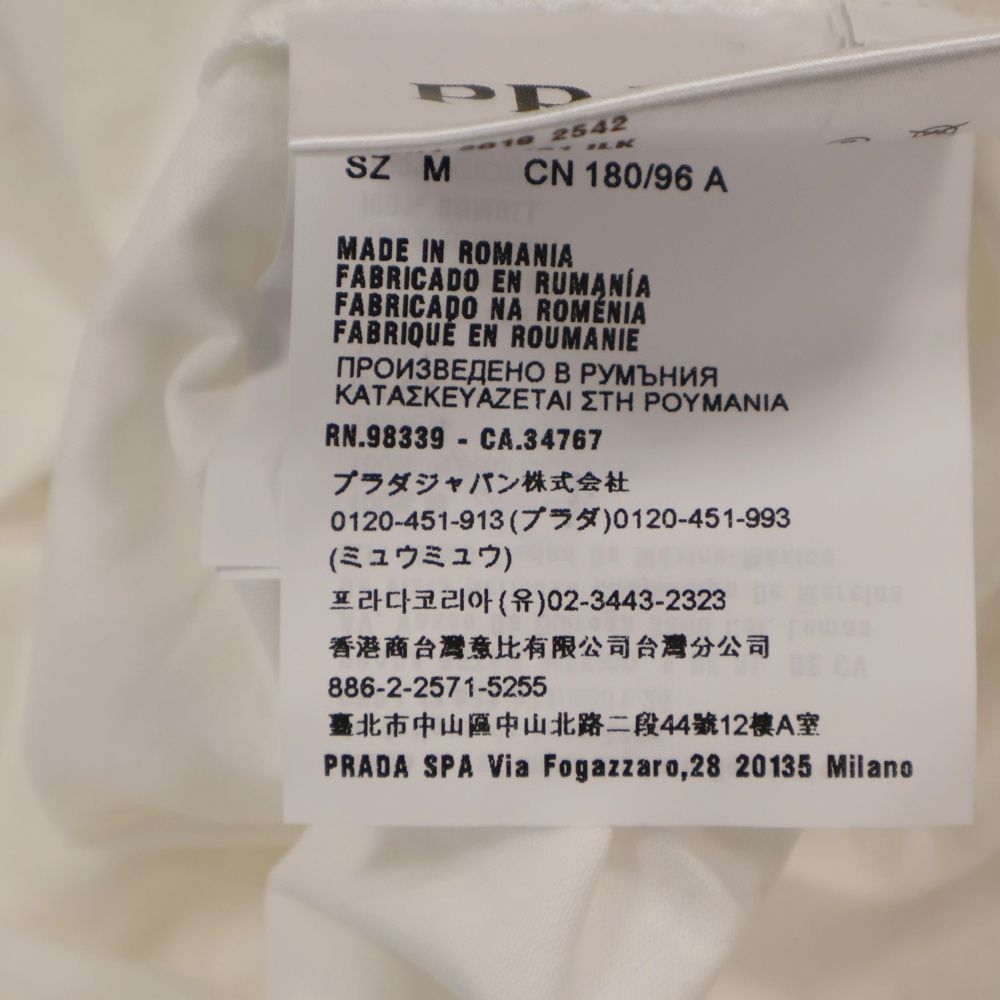 2542
SZ M CN 180/96 A
MADE IN ROMANIA
FABRICADO EN RUMANÍA
FABRICADO NA ROMÉNIA
FABRIQUÉ EN ROUMANIE
ПРОИЗВЕДЕНО В РУМЪНИЯ
ΚΑΤΑΣΚΕΥΑΖΕΤΑΙ ΣΤΗ ΡΟΥΜΑΝΙΑ
RN.98339 - CA.34767
プラダジャパン株式会社
0120-451-913(プラダ)0120-451-993
(ミュウミュウ)
프라다코리아(유)02-3443-2323
香港商台灣意比有限公司台灣分公司
886-2-2571-5255
臺北市中山區中山北路二段44號12樓A室
PRADA SPA Via Fogazzaro,28 20135 Milano